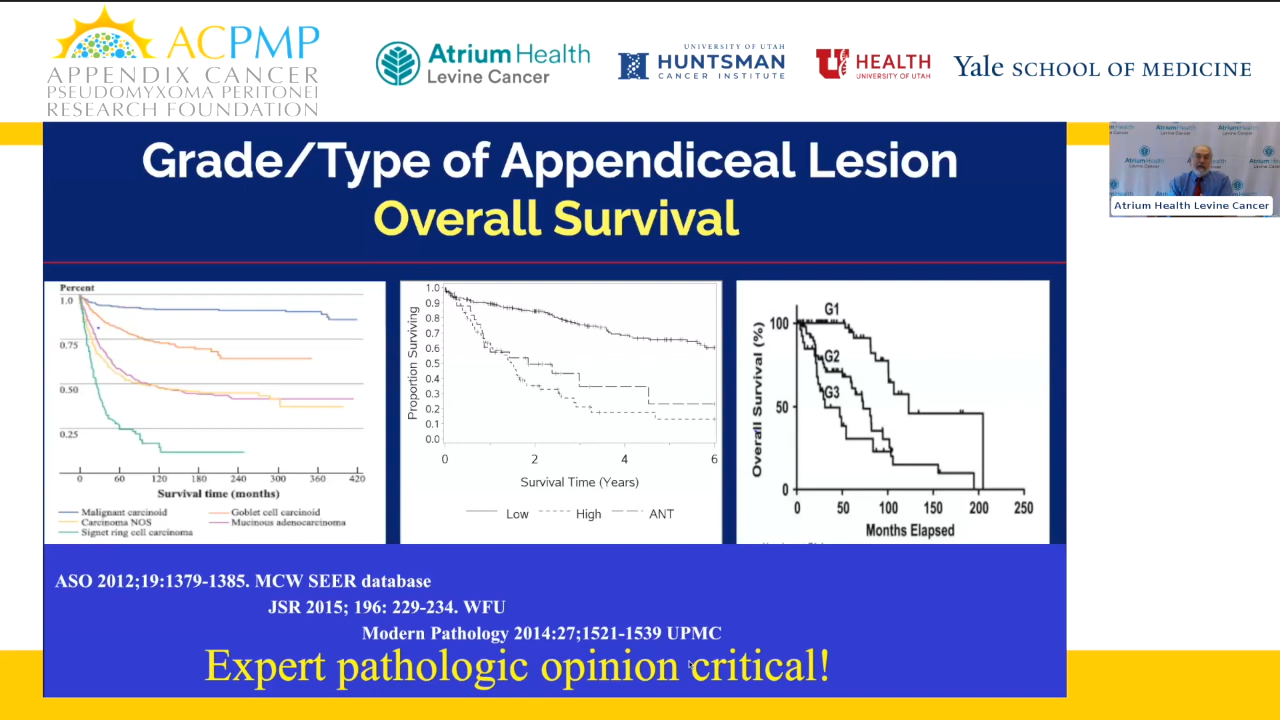 ACPMP
APPENDIX CANCER
PSEUDOMYXOMA PERITONEI
RESEARCH FOUNDATION
Atrium Health
Levine Cancer
UNIVERSITY OF UTAH
HUNTSMAN
CANCER INSTITUTE
U HEALTH
UNIVERSITY OF UTAH
Yale SCHOOL OF MEDICINE
Grade/Type of Appendiceal Lesion
Overall Survival
Percent
1.0
0.75
0.50
0.25
0 60 120 180 240 300 360 420
Survival time (months)
Malignant carcinoid
Goblet cell carcinoid
Carcinoma NOS
Mucinous adenocarcinoma
Signet ring cell carcinoma
Proportion Surviving
1.0
0.9
0.8
0.7
0.6
0.5
0.4
0.3
0.2
0.1
0.0
0 2 4 6
Survival Time (Years)
Low High ANT
Overall Survival (%)
100
50
0
G1
G2
G3
0 50 100 150 200 250
Months Elapsed
ASO 2012;19:1379-1385. MCW SEER database
JSR 2015; 196: 229-234. WFU
Modern Pathology 2014:27;1521-1539 UPMC
Expert pathologic opinion critical!
Atrium Health
Levine Cancer
Atrium Health Levine Cancer